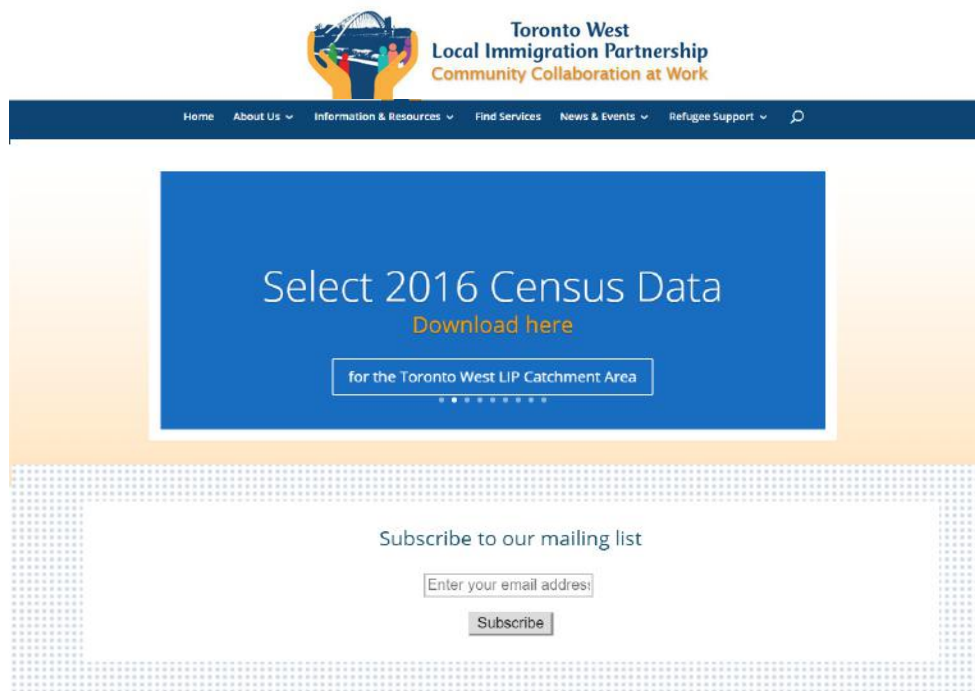 Toronto West
Local Immigration Partnership
Community Collaboration at Work
Home About Us Information & Resources Find Services News & Events Refugee Support
Select 2016 Census Data
Download here
for the Toronto West LIP Catchment Area
Subscribe to our mailing list
Enter your email address
Subscribe